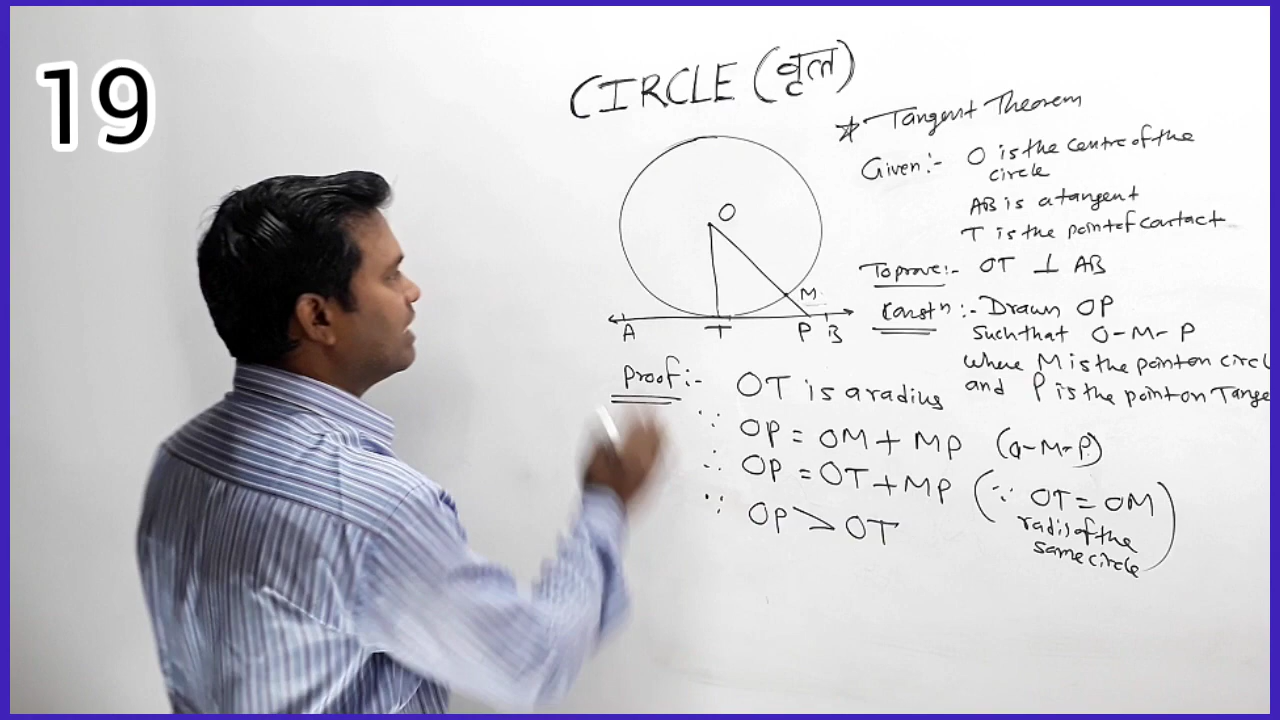 19
CIRCLE (वृत)
☆ Tangent Theorem
Given:- O is the centre of the
circle
AB is a tangent
T is the point of contact
To prove:- OT ⊥ AB
Constⁿ:- Drawn OP
such that O-M-P
where M is the point on circl
and P is the point on Tange
O
M
A
T
P
B
Proof:- OT is a radius
∵ OP = OM + MP (O-M-P)
∴ OP = OT + MP (∵ OT = OM
radis of the
same circle)
∵ OP > OT